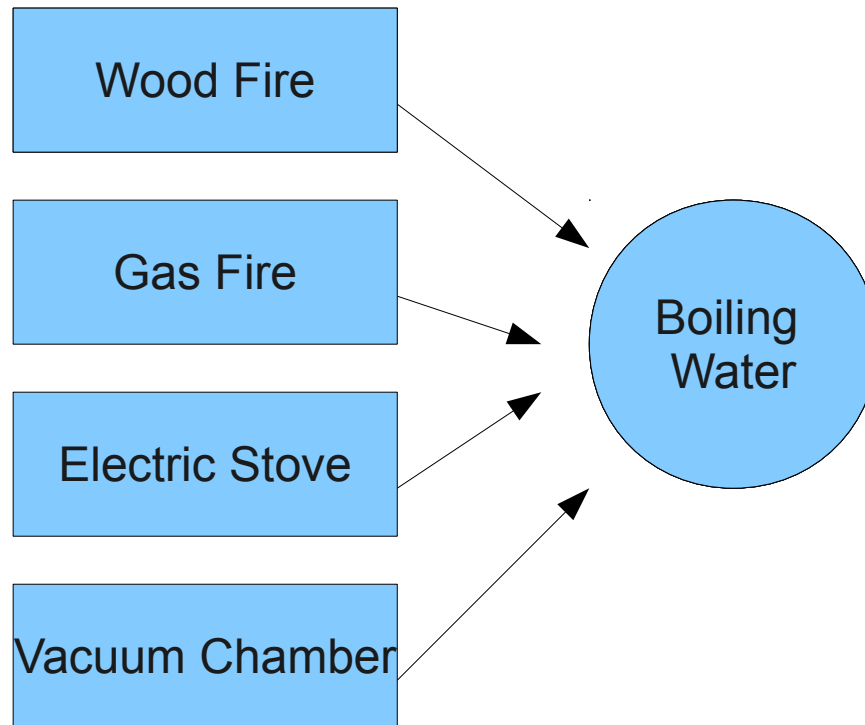 Wood Fire
Gas Fire
Electric Stove
Vacuum Chamber
Boiling
Water